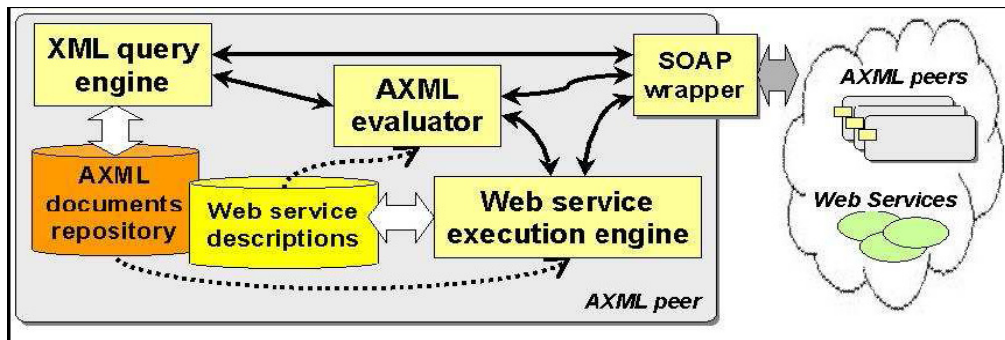 XML query
engine
AXML
evaluator
SOAP
wrapper
AXML peers
AXML
documents
repository
Web service
descriptions
Web service
execution engine
Web Services
AXML peer